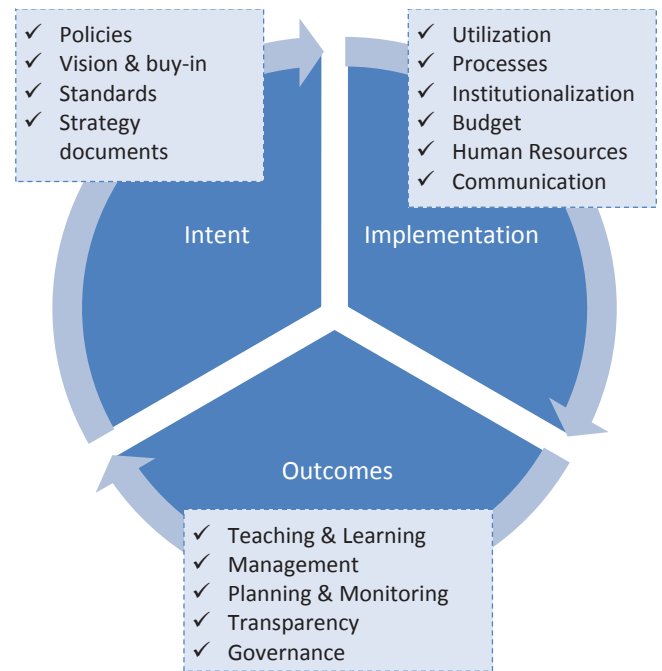 ✓ Policies
✓ Vision & buy-in
✓ Standards
✓ Strategy
documents
✓ Utilization
✓ Processes
✓ Institutionalization
✓ Budget
✓ Human Resources
✓ Communication
Intent
Implementation
Outcomes
✓ Teaching & Learning
✓ Management
✓ Planning & Monitoring
✓ Transparency
✓ Governance